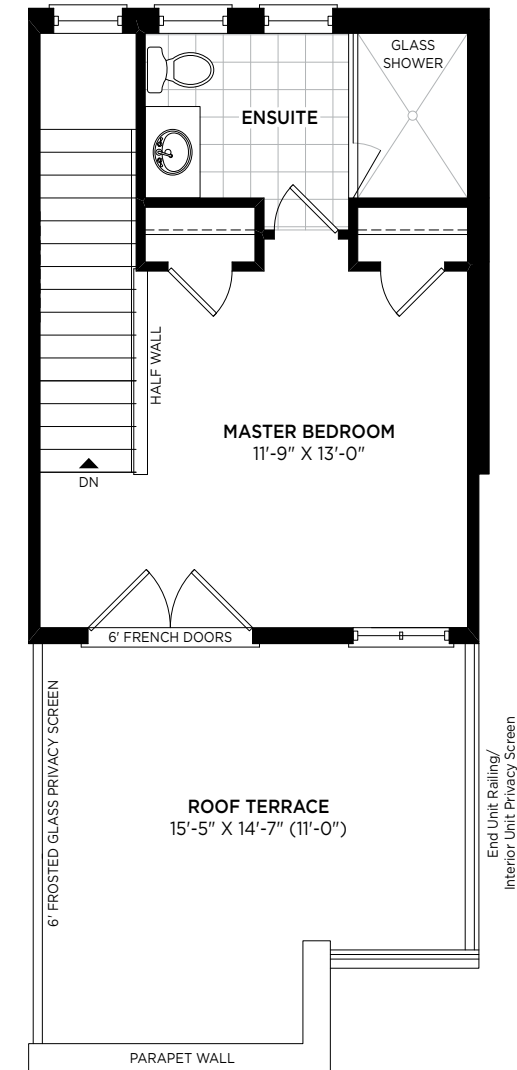 GLASS
SHOWER
ENSUITE
HALF WALL
MASTER BEDROOM
11'-9" X 13'-0"
DN
6' FRENCH DOORS
6' FROSTED GLASS PRIVACY SCREEN
End Unit Railing/
Interior Unit Privacy Screen
ROOF TERRACE
15'-5" X 14'-7" (11'-0")
PARAPET WALL